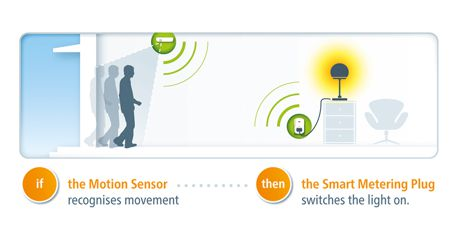 if the Motion Sensor then the Smart Metering Plug
recognises movement switches the light on.